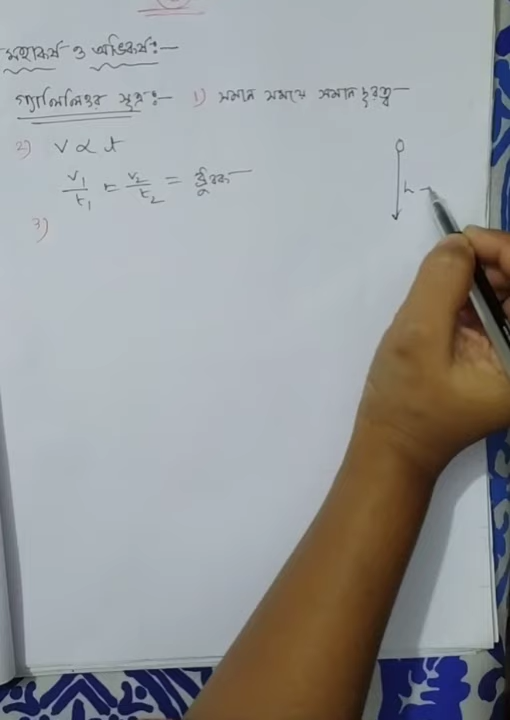 মহাকর্ষ ও অভিকর্ষঃ—
গ্যালিলিওর সূত্রঃ— 1) সমান সময়ে সমান দূরত্ব
2) v ∝ t
v₁/t₁ = v₂/t₂ = ধ্রুবক
3)
h -